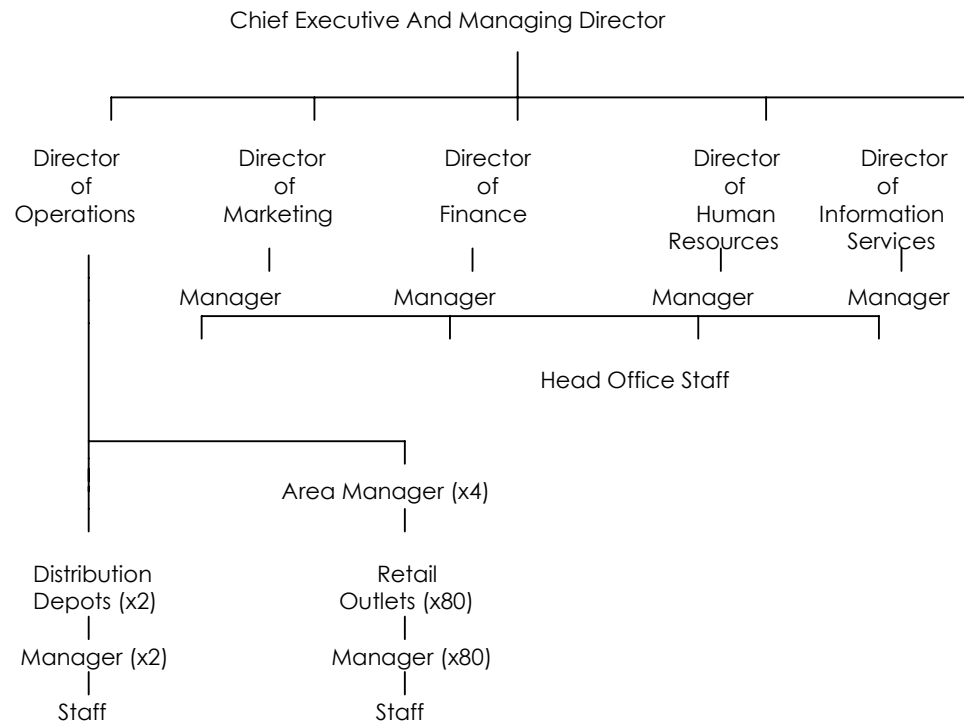 Chief Executive And Managing Director
Director
of
Operations
Director
of
Marketing
Director
of
Finance
Director
of
Human
Resources
Director
of
Information
Services
Manager
Manager
Manager
Manager
Head Office Staff
Area Manager (x4)
Distribution
Depots (x2)
Retail
Outlets (x80)
Manager (x2)
Manager (x80)
Staff
Staff